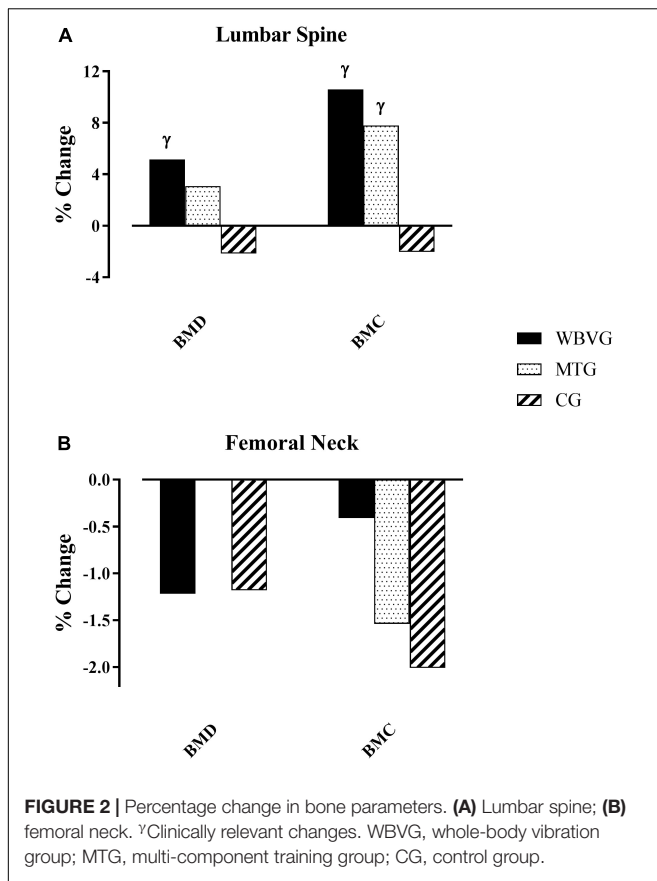 A
Lumbar Spine
12
8
4
0
-4
% Change
γ
γ
γ
BMD
BMC
WBVG
MTG
CG
B
Femoral Neck
0.0
-0.5
-1.0
-1.5
-2.0
% Change
BMD
BMC
FIGURE 2 | Percentage change in bone parameters. (A) Lumbar spine; (B)
femoral neck. γClinically relevant changes. WBVG, whole-body vibration
group; MTG, multi-component training group; CG, control group.